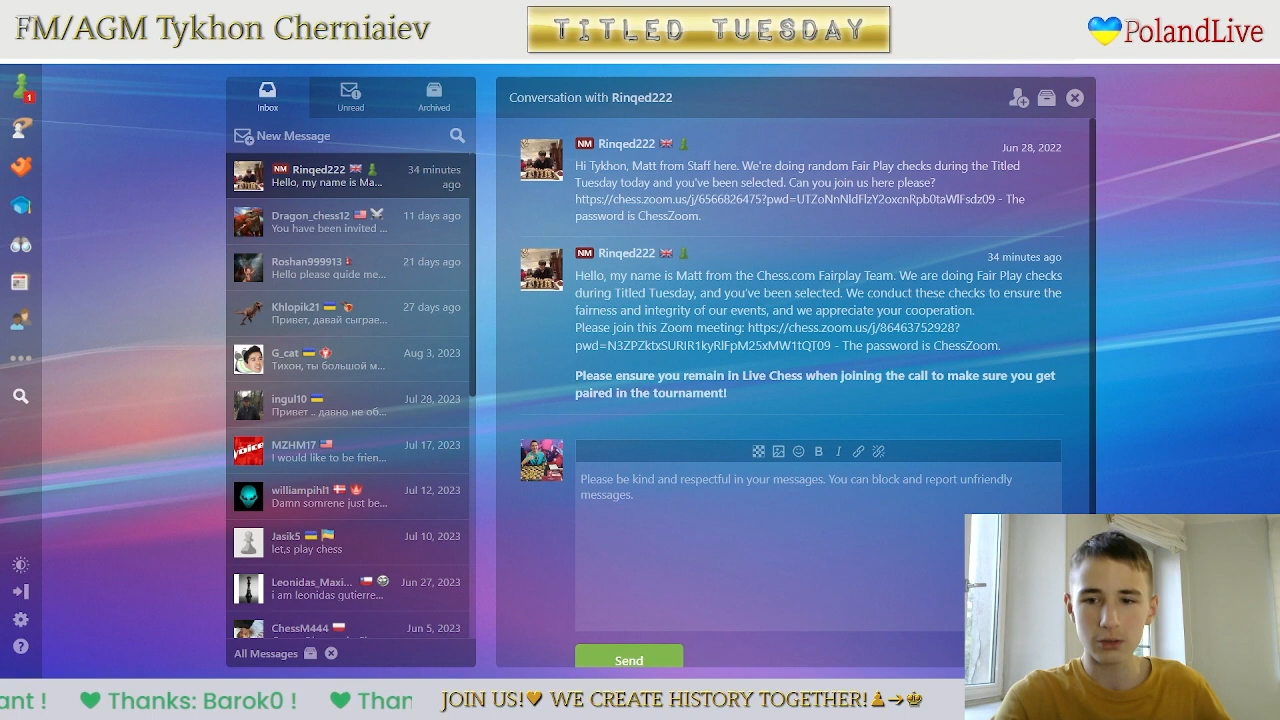 FM/AGM Tykhon Cherniaiev
TITLED TUESDAY
PolandLive
1
Inbox
Unread
Archived
New Message
Rinqed222
Hello, my name is Ma...
34 minutes
ago
Dragon_chess12
11 days ago
You have been invited ...
Roshan999913
21 days ago
Hello please quide me...
Khlopik21
27 days ago
Привет, давай сыграе...
G_cat
Aug 3, 2023
Тихон, ты большой м...
ingul10
Jul 28, 2023
Привет .. давно не об...
MZHM17
Jul 17, 2023
I would like to be frien...
williampihl1
Jul 12, 2023
Damn somrene just be...
Jasik5
Jul 10, 2023
let,s play chess
Leonidas_Maxi...
Jun 27, 2023
i am leonidas gutierre...
ChessM444
Jun 5, 2023
All Messages
Conversation with Rinqed222
NM Rinqed222
Jun 28, 2022
Hi Tykhon, Matt from Staff here. We're doing random Fair Play checks during the Titled
Tuesday today and you've been selected. Can you join us here please?
https://chess.zoom.us/j/6566826475?pwd=UTZoNnNldFlzY2oxcnRpb0taWlFsdz09 - The
password is ChessZoom.
NM Rinqed222
34 minutes ago
Hello, my name is Matt from the Chess.com Fairplay Team. We are doing Fair Play checks
during Titled Tuesday, and you've been selected. We conduct these checks to ensure the
fairness and integrity of our events, and we appreciate your cooperation.
Please join this Zoom meeting: https://chess.zoom.us/j/86463752928?
pwd=N3ZPZktxSURIR1kyRlFpM25xMW1tQT09 - The password is ChessZoom.
Please ensure you remain in Live Chess when joining the call to make sure you get
paired in the tournament!
B I
Please be kind and respectful in your messages. You can block and report unfriendly
messages.
Send
ant !
Thanks: Barok0 !
Than
JOIN US! WE CREATE HISTORY TOGETHER!